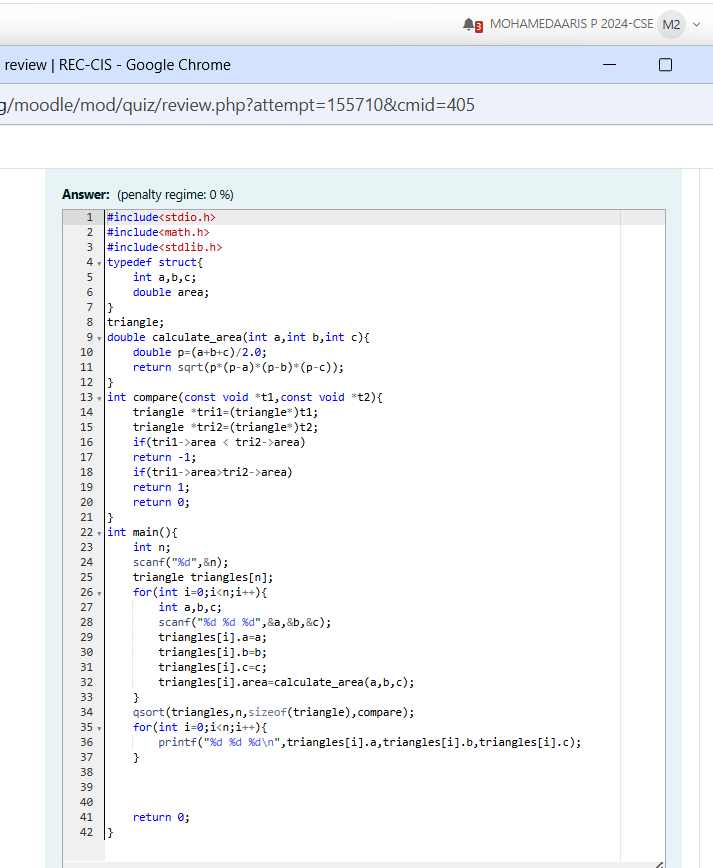 3 MOHAMEDAARIS P 2024-CSE M2
review | REC-CIS - Google Chrome
g/moodle/mod/quiz/review.php?attempt=155710&cmid=405
Answer: (penalty regime: 0 %)
1 #include<stdio.h>
2 #include<math.h>
3 #include<stdlib.h>
4 typedef struct{
5 int a,b,c;
6 double area;
7 }
8 triangle;
9 double calculate_area(int a,int b,int c){
10 double p=(a+b+c)/2.0;
11 return sqrt(p*(p-a)*(p-b)*(p-c));
12 }
13 int compare(const void *t1,const void *t2){
14 triangle *tri1=(triangle*)t1;
15 triangle *tri2=(triangle*)t2;
16 if(tri1->area < tri2->area)
17 return -1;
18 if(tri1->area>tri2->area)
19 return 1;
20 return 0;
21 }
22 int main(){
23 int n;
24 scanf("%d",&n);
25 triangle triangles[n];
26 for(int i=0;i<n;i++){
27 int a,b,c;
28 scanf("%d %d %d",&a,&b,&c);
29 triangles[i].a=a;
30 triangles[i].b=b;
31 triangles[i].c=c;
32 triangles[i].area=calculate_area(a,b,c);
33 }
34 qsort(triangles,n,sizeof(triangle),compare);
35 for(int i=0;i<n;i++){
36 printf("%d %d %d\n",triangles[i].a,triangles[i].b,triangles[i].c);
37 }
38
39
40
41 return 0;
42 }